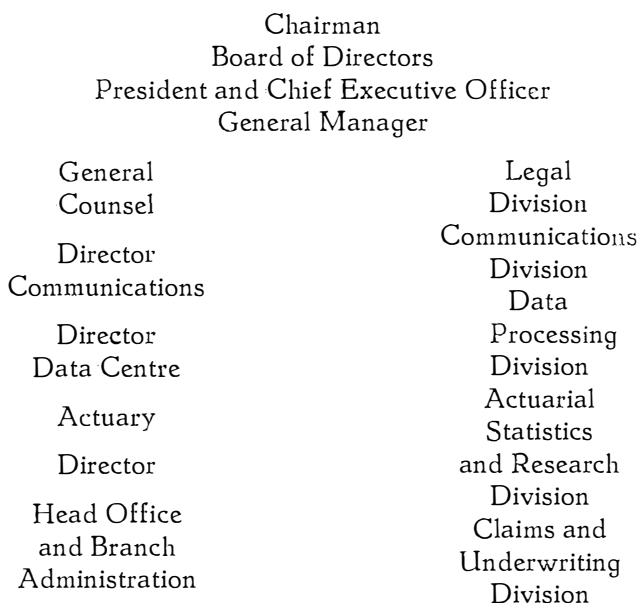 Chairman
Board of Directors
President and Chief Executive Officer
General Manager
General
Counsel
Director
Communications
Director
Data Centre
Actuary
Director
Head Office
and Branch
Administration
Legal
Division
Communications
Division
Data
Processing
Division
Actuarial
Statistics
and Research
Division
Claims and
Underwriting
Division